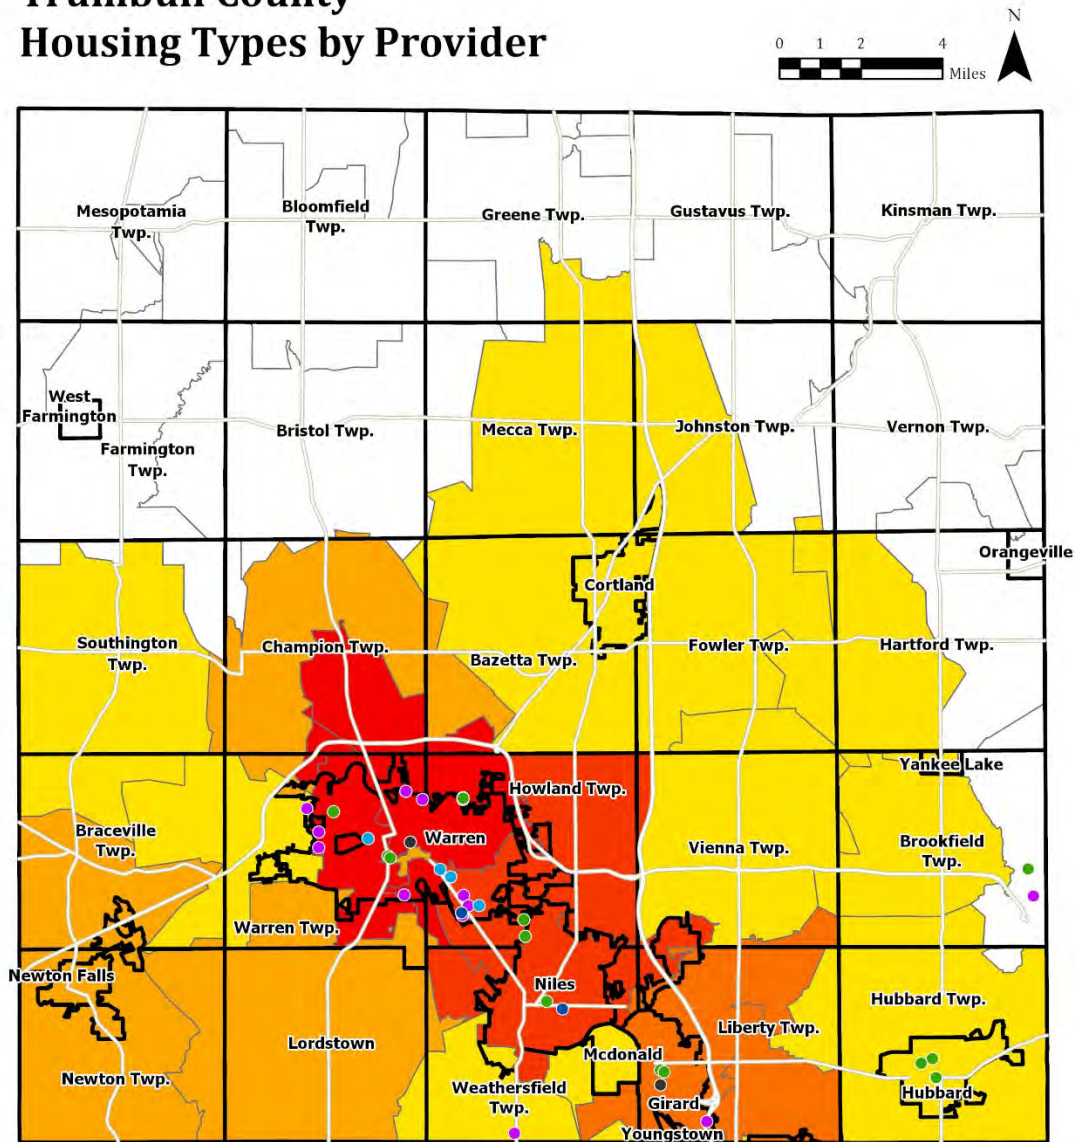 Trumbull County
Housing Types by Provider
N
0 1 2 4
Miles
Mesopotamia
Twp.
Bloomfield
Twp.
Greene Twp.
Gustavus Twp.
Kinsman Twp.
West
Farmington
Farmington
Twp.
Bristol Twp.
Mecca Twp.
Johnston Twp.
Vernon Twp.
Orangeville
Cortland
Southington
Twp.
Champion Twp.
Bazetta Twp.
Fowler Twp.
Hartford Twp.
Yankee Lake
Howland Twp.
Braceville
Twp.
Warren
Vienna Twp.
Brookfield
Twp.
Warren Twp.
Newton Falls
Niles
Hubbard Twp.
Lordstown
Liberty Twp.
Mcdonald
Newton Twp.
Weathersfield
Twp.
Girard
Hubbard
Youngstown